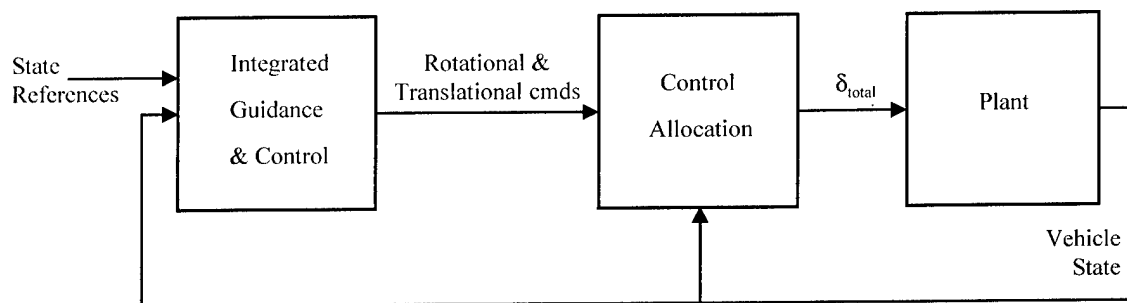 State
References
Integrated
Guidance
& Control
Rotational &
Translational cmds
Control
Allocation
δtotal
Plant
Vehicle
State